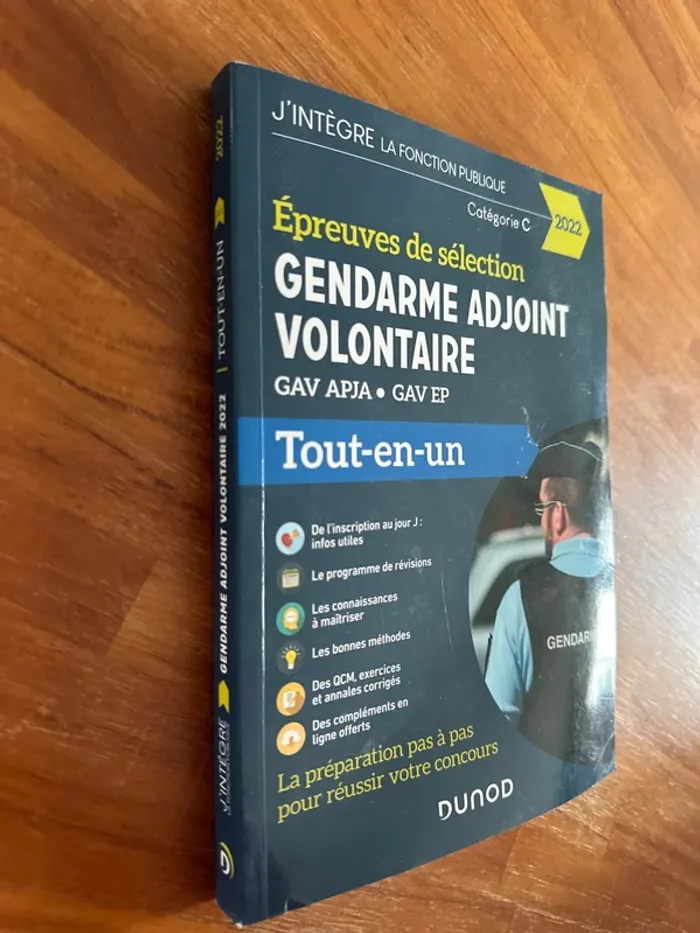 J'INTÈGRE LA FONCTION PUBLIQUE
Catégorie C
2022
Épreuves de sélection
GENDARME ADJOINT
VOLONTAIRE
GAV APJA • GAV EP
Tout-en-un
De l'inscription au jour J :
infos utiles
Le programme de révisions
Les connaissances
à maîtriser
Les bonnes méthodes
Des QCM, exercices
et annales corrigés
Des compléments en
ligne offerts
GENDARM
La préparation pas à pas
pour réussir votre concours
DUNOD
J'INTÈGRE
GENDARME ADJOINT VOLONTAIRE 2022 | TOUT-EN-UN
2022